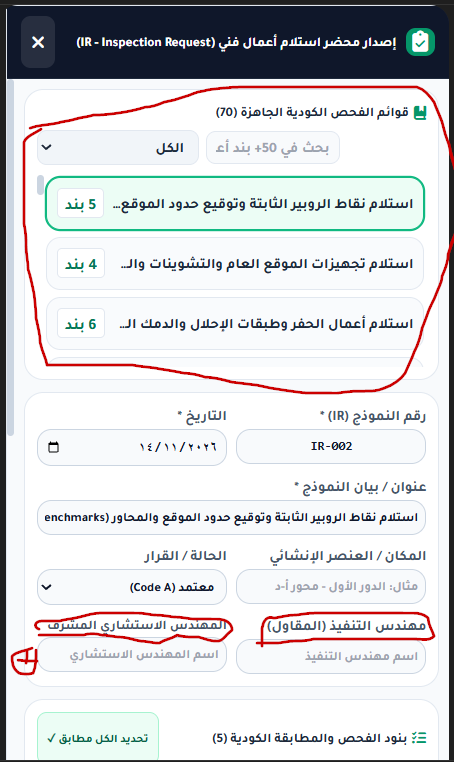 إصدار محضر استلام أعمال فني (IR - Inspection Request)
قوائم الفحص الكودية الجاهزة (70)
بحث في 50+ بند أء
الكل
استلام نقاط الروبير الثابتة وتوقيع حدود الموقع...
5 بند
استلام تجهيزات الموقع العام والتشوينات وال...
4 بند
استلام أعمال الحفر وطبقات الإحلال والدمك ال...
6 بند
رقم النموذج (IR) *
التاريخ *
IR-002
١٤/١١/٢٠٢٦
عنوان / بيان النموذج *
استلام نقاط الروبير الثابتة وتوقيع حدود الموقع والمحاور (enchmarks
المكان / العنصر الإنشائي
الحالة / القرار
مثال: الدور الأول - محور أ-د
معتمد (Code A)
مهندس التنفيذ (المقاول)
المهندس الاستشاري المشرف
اسم مهندس التنفيذ
اسم المهندس الاستشاري
بنود الفحص والمطابقة الكودية (5)
تحديد الكل مطابق ✓